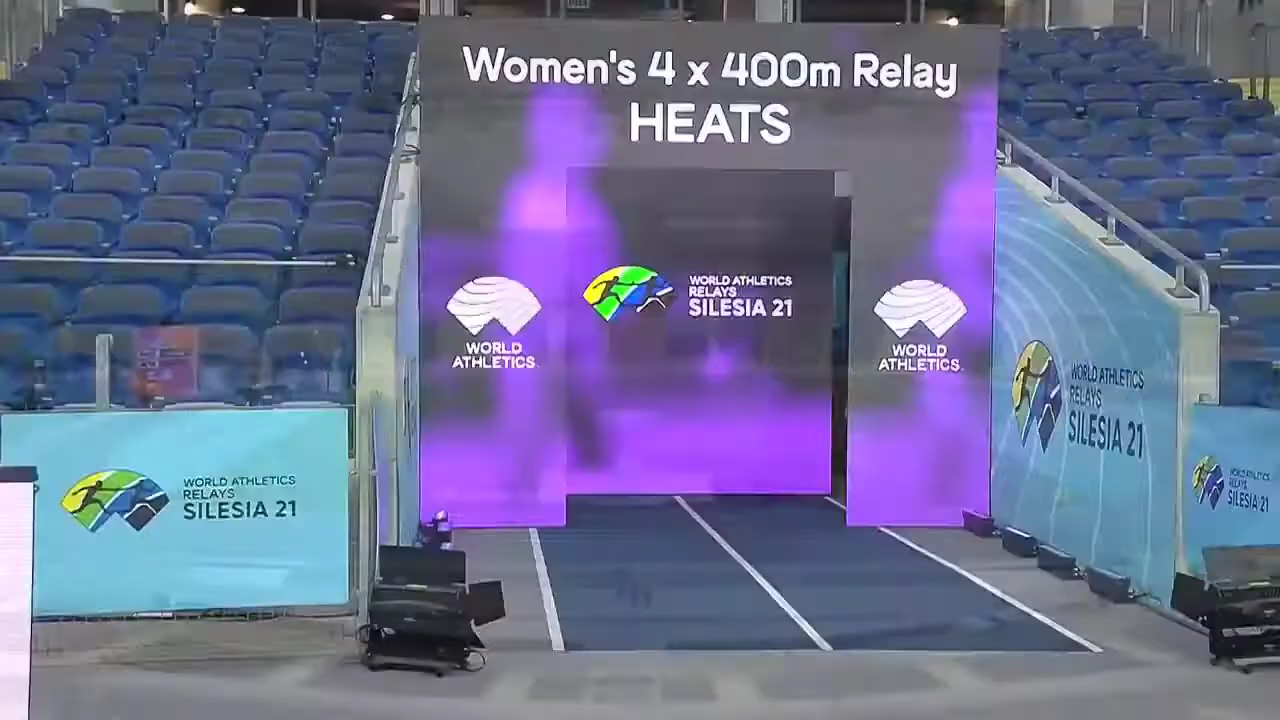 Women's 4 x 400m Relay
HEATS
WORLD ATHLETICS
RELAYS
SILESIA 21
WORLD
ATHLETICS
WORLD
ATHLETICS
WORLD ATHLETICS
RELAYS
SILESIA 21
WORLD ATHLETICS
RELAYS
SILESIA 21
WORLD ATHLETICS
RELAYS
SILESIA 21